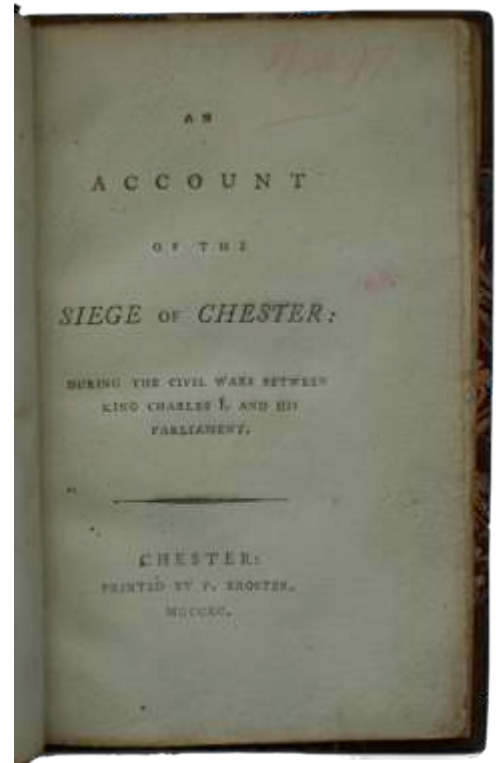 AN
ACCOUNT
OF THE
SIEGE OF CHESTER:
DURING THE CIVIL WARS BETWEEN
KING CHARLES I. AND HIS
PARLIAMENT.
CHESTER:
PRINTED BY P. BROSTER.
MDCCXC.